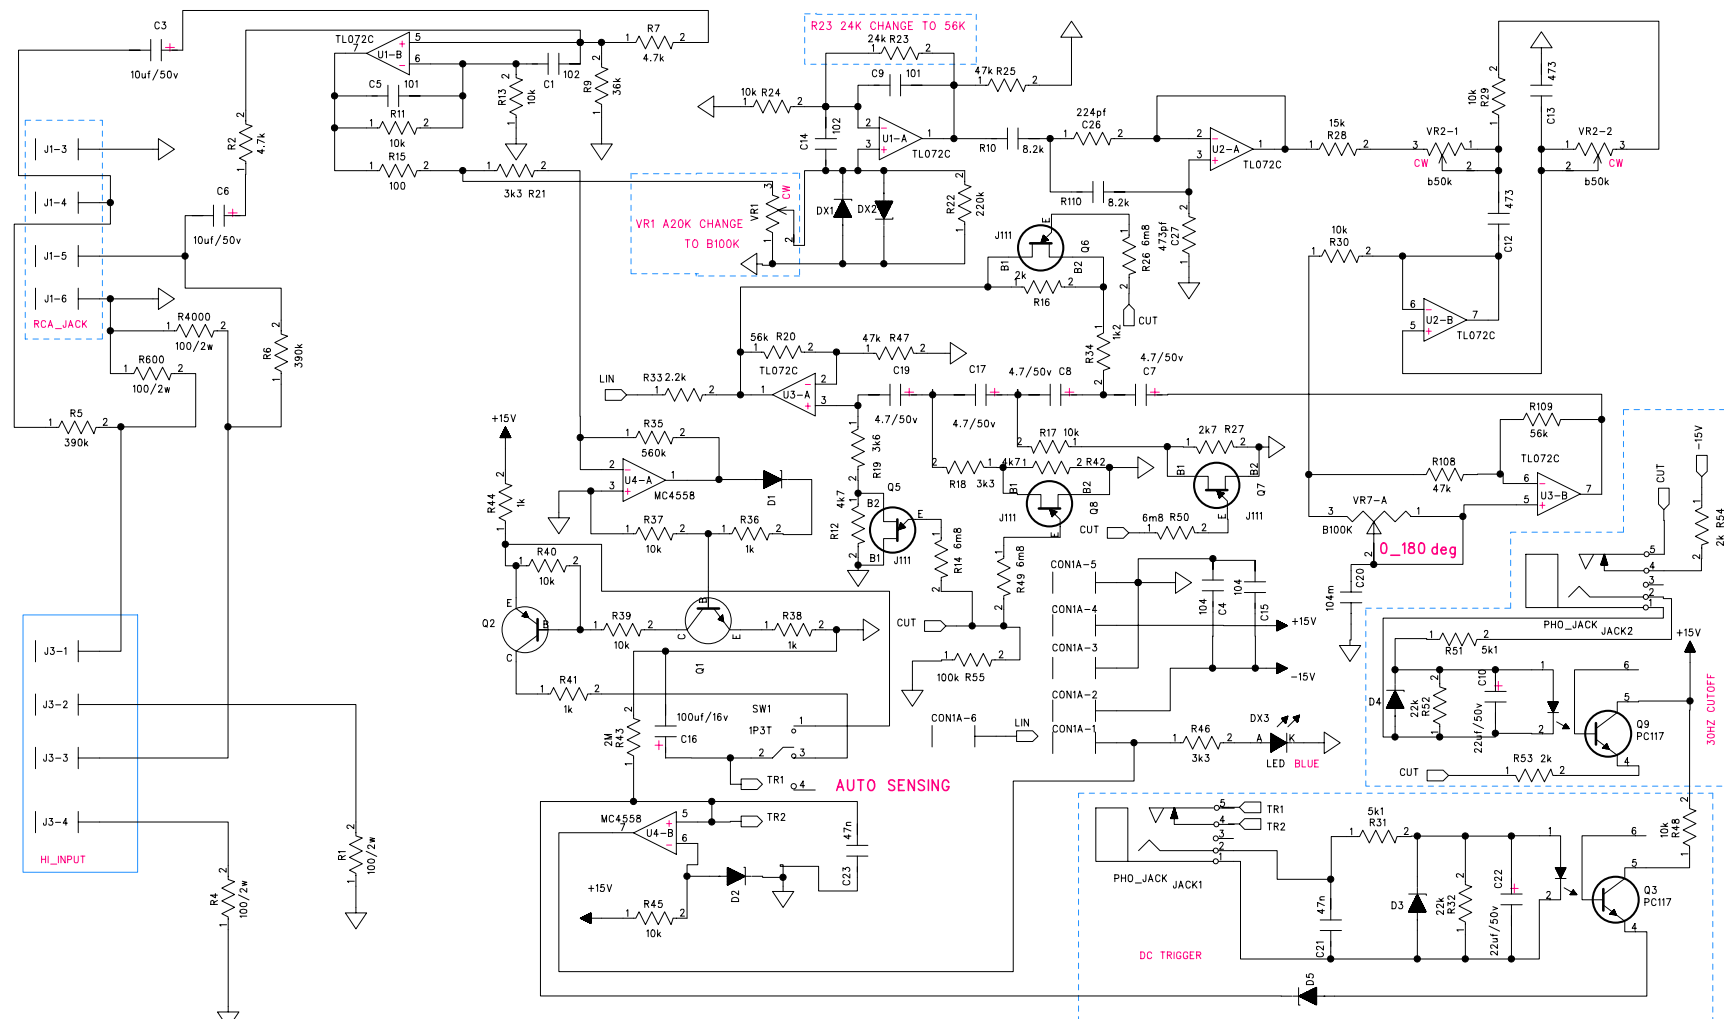 C3
10uf/50v
R7
4.7k
TL072C
U1-B
7
5
6
C5
101
R11
10k
R15
100
R13
10k
C1
102
R9
36k
R2
4.7k
C6
10uf/50v
J1-3
J1-4
J1-5
J1-6
RCA_JACK
R4000
100/2w
R600
100/2w
R6
390k
R5
390k
3k3 R21
R23 24K CHANGE TO 56K
24k R23
C9 101
47k R25
10k R24
C14
102
U1-A
TL072C
VR1
CW
VR1 A20K CHANGE
TO B100K
DX1
DX2
R22
220k
R10
8.2k
224pf
C26
R110
8.2k
U2-A
TL072C
473pf
C27
15k
R28
VR2-1
CW
b50k
10k
R29
473
C13
VR2-2
CW
b50k
473
C12
10k
R30
U2-B
TL072C
J111
E
Q6
B1
B2
2k
R16
R26 6m8
CUT
R34
1k2
56k R20
47k R47
TL072C
U3-A
LIN
R33 2.2k
C19
4.7/50v
C17
4.7/50v
4.7/50v C8
4.7/50v
C7
R19 3k6
R12
4k7
Q5
B2
B1
E
J111
R14 6m8
R18
3k3
R17 10k
4k7
R42
B1
B2
J111
Q8
E
R49 6m8
2k7 R27
B1
B2
Q7
E
J111
6m8 R50
CUT
R109
56k
R108
47k
TL072C
U3-B
VR7-A
B100K
0_180 deg
C20
104m
CUT
-15V
2k R54
PHO_JACK
JACK2
R51
5k1
D4
22k
R52
C10
22uf/50v
Q9
PC117
R53 2k
CUT
+15V
30HZ CUTOFF
R35
560k
U4-A
MC4558
D1
R37
10k
R36
1k
+15V
R44
1k
R40
10k
Q2
E
B
C
R39
10k
Q1
B
C
E
R38
1k
R41
1k
CUT
100k R55
R43
2M
100uf/16v
C16
SW1
1P3T
TR1
AUTO SENSING
CON1A-5
CON1A-4
CON1A-3
CON1A-2
CON1A-1
CON1A-6
LIN
104
C4
104
C15
+15V
-15V
R46
3k3
DX3
A
K
LED BLUE
J3-1
J3-2
J3-3
J3-4
HI_INPUT
R1
100/2w
R4
100/2w
MC4558
U4-B
TR2
47n
C23
D2
+15V
R45
10k
TR1
TR2
PHO_JACK
JACK1
5k1
R31
47n
C21
D3
22k
R32
C22
22uf/50v
Q3
PC117
10k
R48
DC TRIGGER
D5